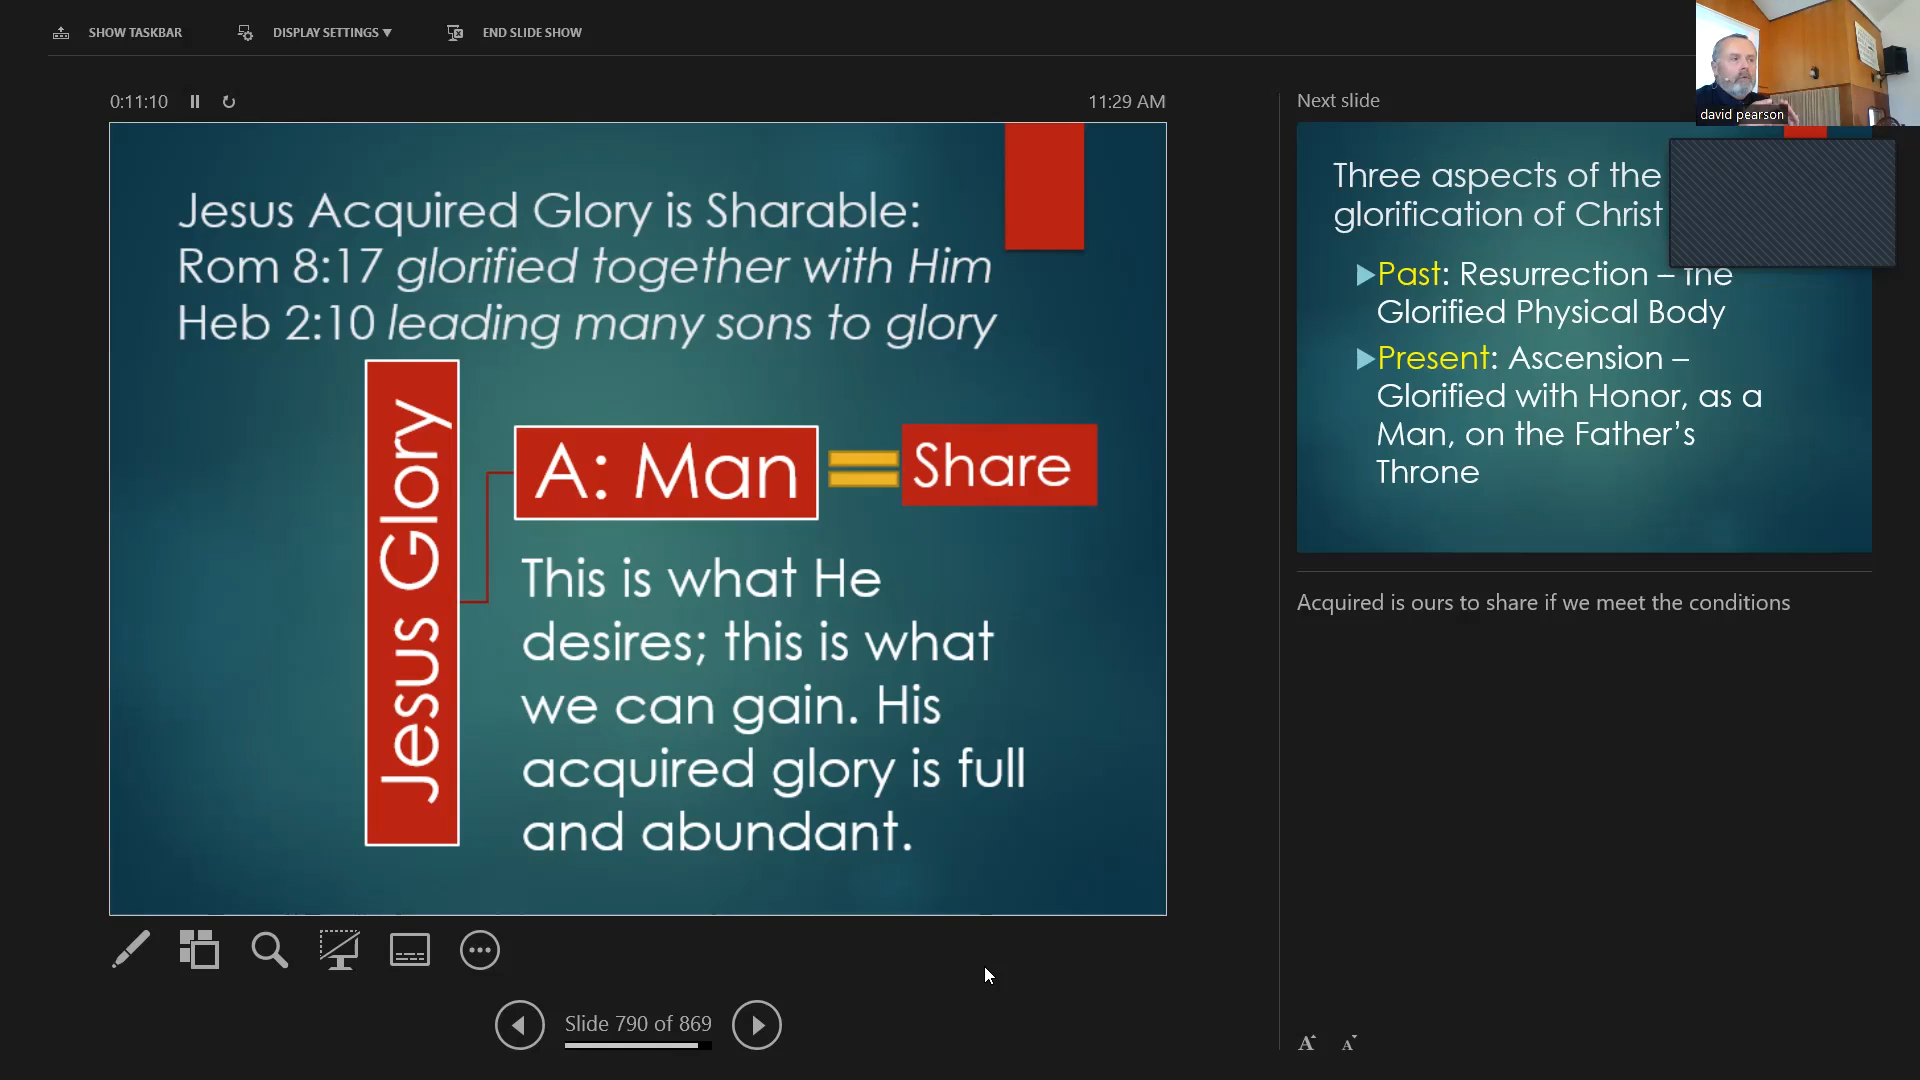 SHOW TASKBAR
DISPLAY SETTINGS ▼
END SLIDE SHOW
0:11:10
11:29 AM
Jesus Acquired Glory is Sharable:
Rom 8:17 glorified together with Him
Heb 2:10 leading many sons to glory
Jesus Glory
A: Man
Share
This is what He
desires; this is what
we can gain. His
acquired glory is full
and abundant.
Slide 790 of 869
Next slide
david pearson
Three aspects of the
glorification of Christ
Past: Resurrection – the
Glorified Physical Body
Present: Ascension –
Glorified with Honor, as a
Man, on the Father's
Throne
Acquired is ours to share if we meet the conditions
A A